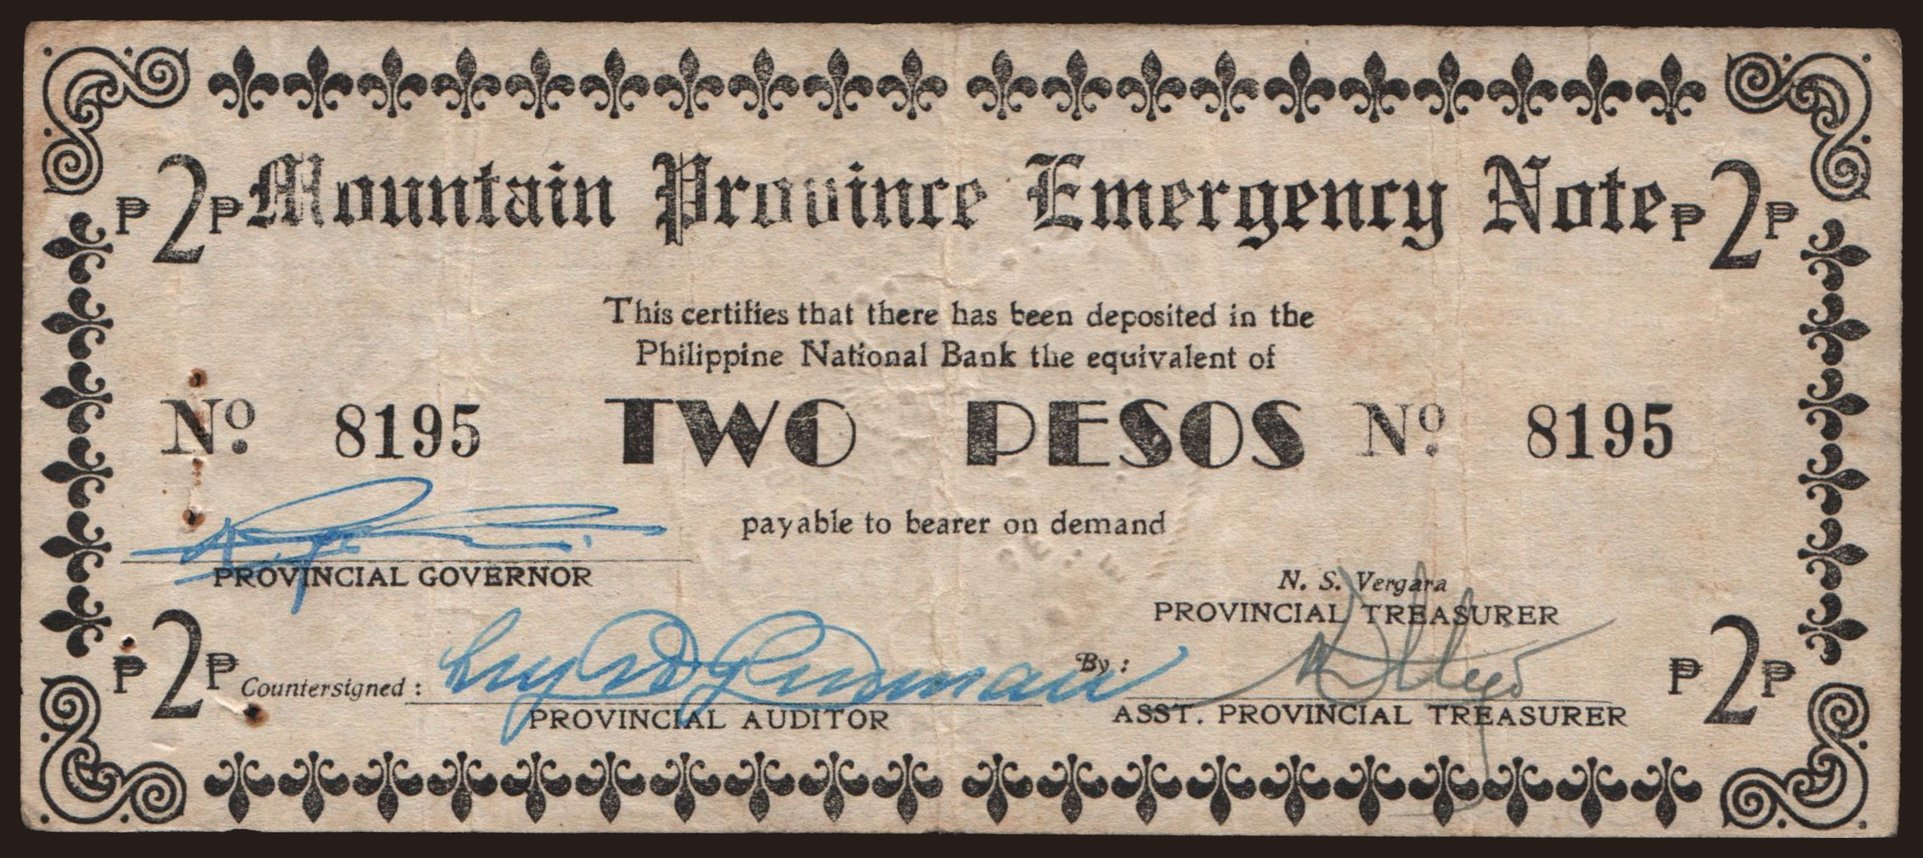 ₱2₱ Mountain Province Emergency Note ₱2₱
This certifies that there has been deposited in the
Philippine National Bank the equivalent of
Nº 8195 TWO PESOS Nº 8195
payable to bearer on demand
PROVINCIAL GOVERNOR
N. S. Vergara
PROVINCIAL TREASURER
₱2₱ Countersigned : By : ₱2₱
PROVINCIAL AUDITOR ASST. PROVINCIAL TREASURER